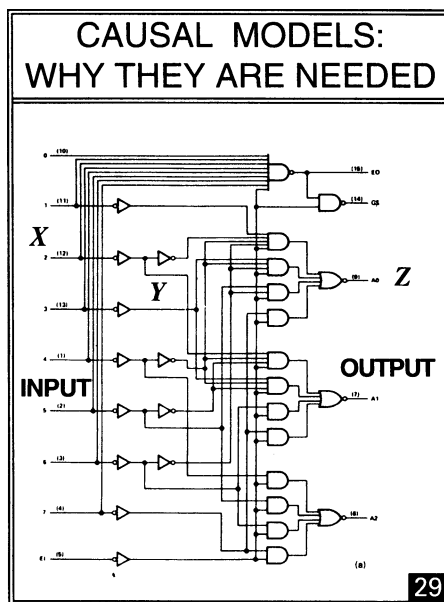 CAUSAL MODELS:
WHY THEY ARE NEEDED
0 (10)
(15) EO
(14) GS
1 (11)
X
2 (12)
Y
(9) A0
Z
3 (13)
4 (1)
INPUT
OUTPUT
5 (2)
(7) A1
6 (3)
7 (4)
(6) A2
EI (5)
(a)
29